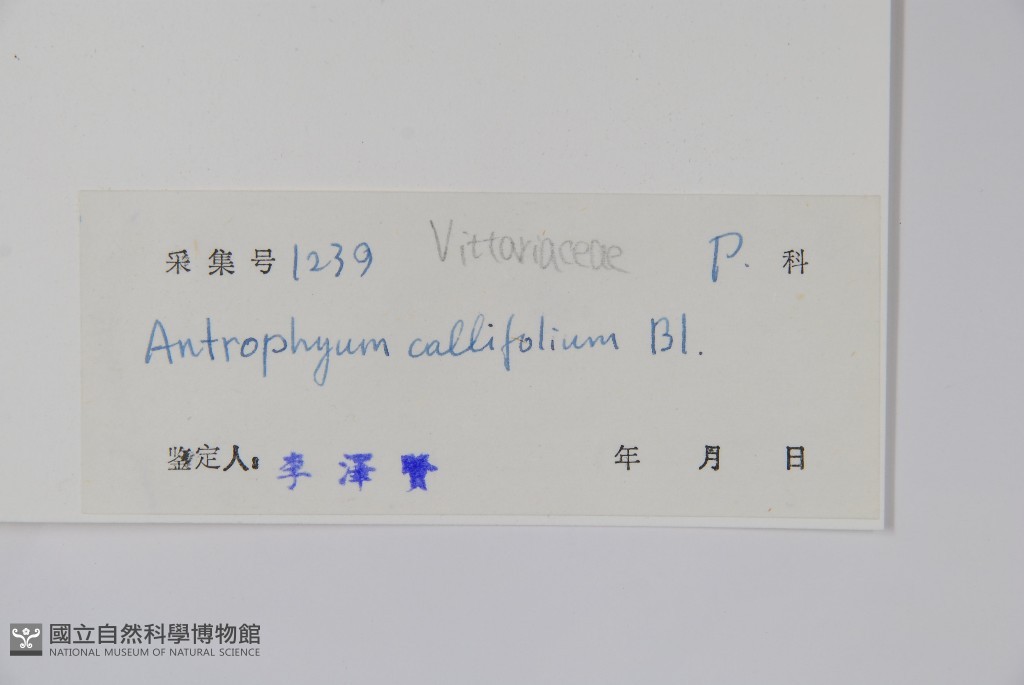 采集号 1239 Vittariaceae P. 科
Antrophyum callifolium Bl.
鉴定人: 李澤賢 年 月 日
國立自然科學博物館
NATIONAL MUSEUM OF NATURAL SCIENCE